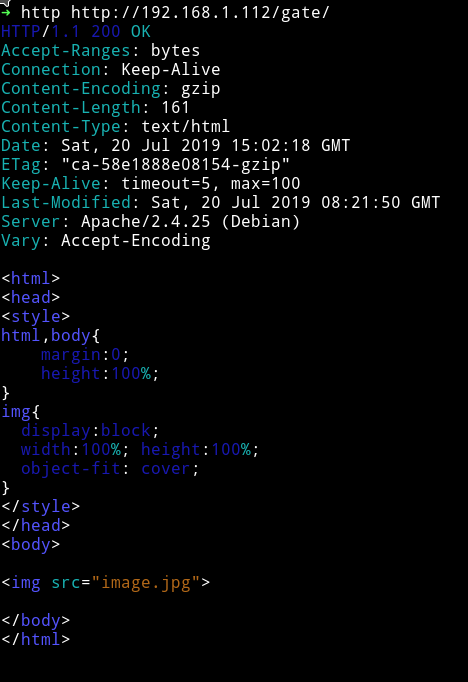 ➜ http http://192.168.1.112/gate/
HTTP/1.1 200 OK
Accept-Ranges: bytes
Connection: Keep-Alive
Content-Encoding: gzip
Content-Length: 161
Content-Type: text/html
Date: Sat, 20 Jul 2019 15:02:18 GMT
ETag: "ca-58e1888e08154-gzip"
Keep-Alive: timeout=5, max=100
Last-Modified: Sat, 20 Jul 2019 08:21:50 GMT
Server: Apache/2.4.25 (Debian)
Vary: Accept-Encoding
<html>
<head>
<style>
html,body{
    margin:0;
    height:100%;
}
img{
  display:block;
  width:100%; height:100%;
  object-fit: cover;
}
</style>
</head>
<body>
<img src="image.jpg">
</body>
</html>